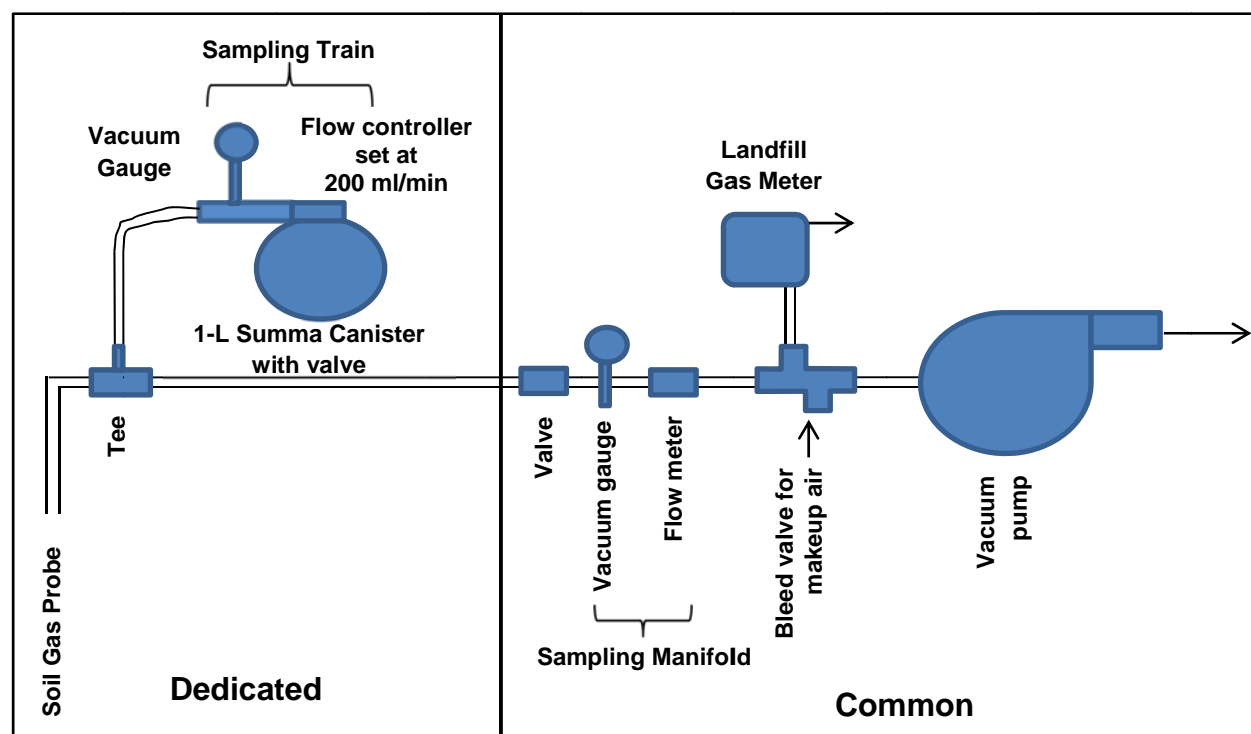 Sampling Train
Vacuum
Gauge
Flow controller
set at
200 ml/min
1-L Summa Canister
with valve
Tee
Soil Gas Probe
Dedicated
Landfill
Gas Meter
Valve
Vacuum gauge
Flow meter
Sampling Manifold
Bleed valve for
makeup air
Vacuum
pump
Common